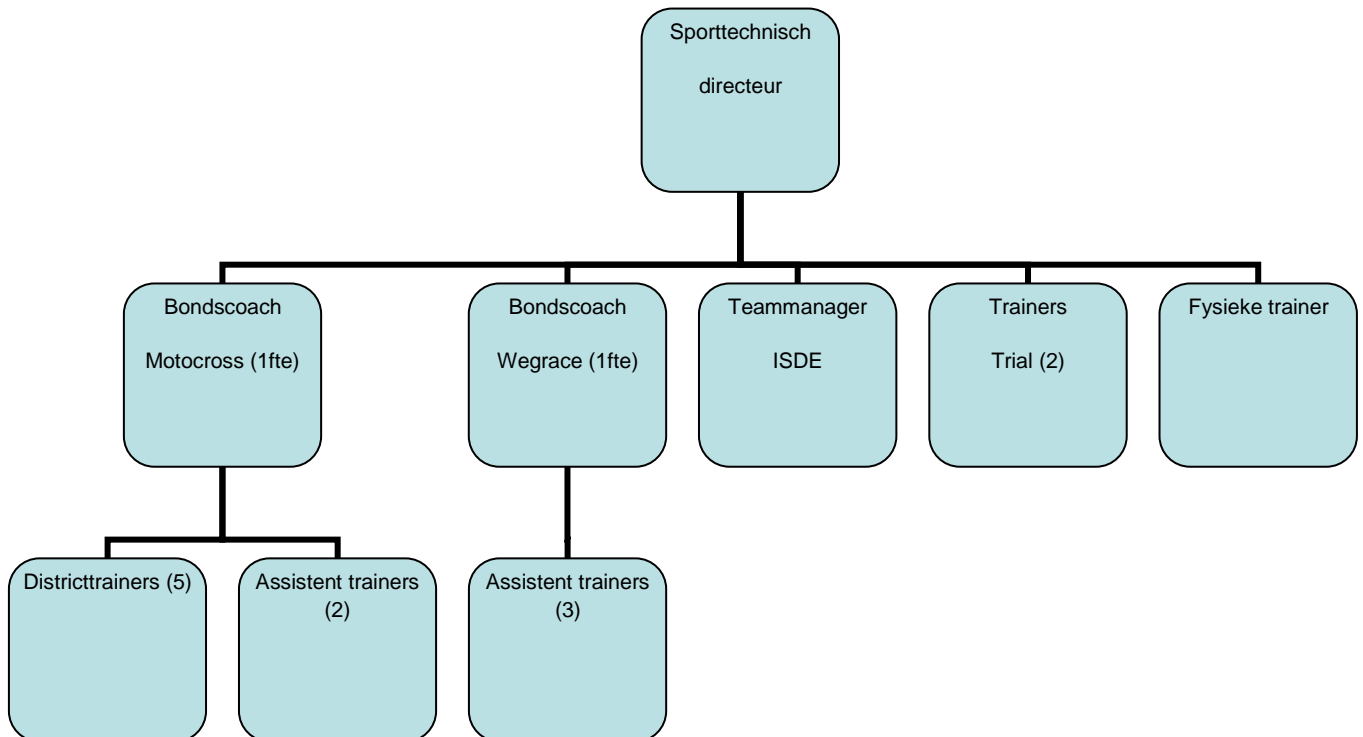 Sporttechnisch
directeur
Bondscoach
Motocross (1fte)
Bondscoach
Wegrace (1fte)
Teammanager
ISDE
Trainers
Trial (2)
Fysieke trainer
Districttrainers (5)
Assistent trainers
(2)
Assistent trainers
(3)